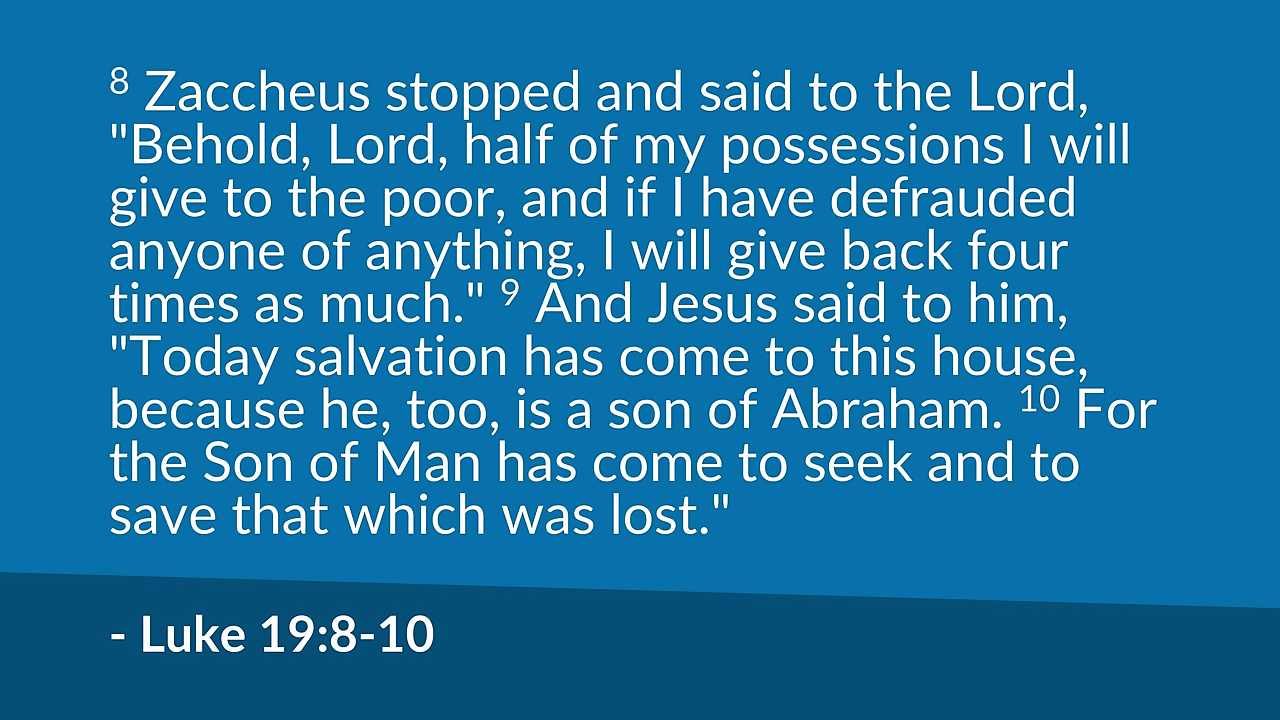 8 Zaccheus stopped and said to the Lord,
"Behold, Lord, half of my possessions I will
give to the poor, and if I have defrauded
anyone of anything, I will give back four
times as much." 9 And Jesus said to him,
"Today salvation has come to this house,
because he, too, is a son of Abraham. 10 For
the Son of Man has come to seek and to
save that which was lost."
- Luke 19:8-10